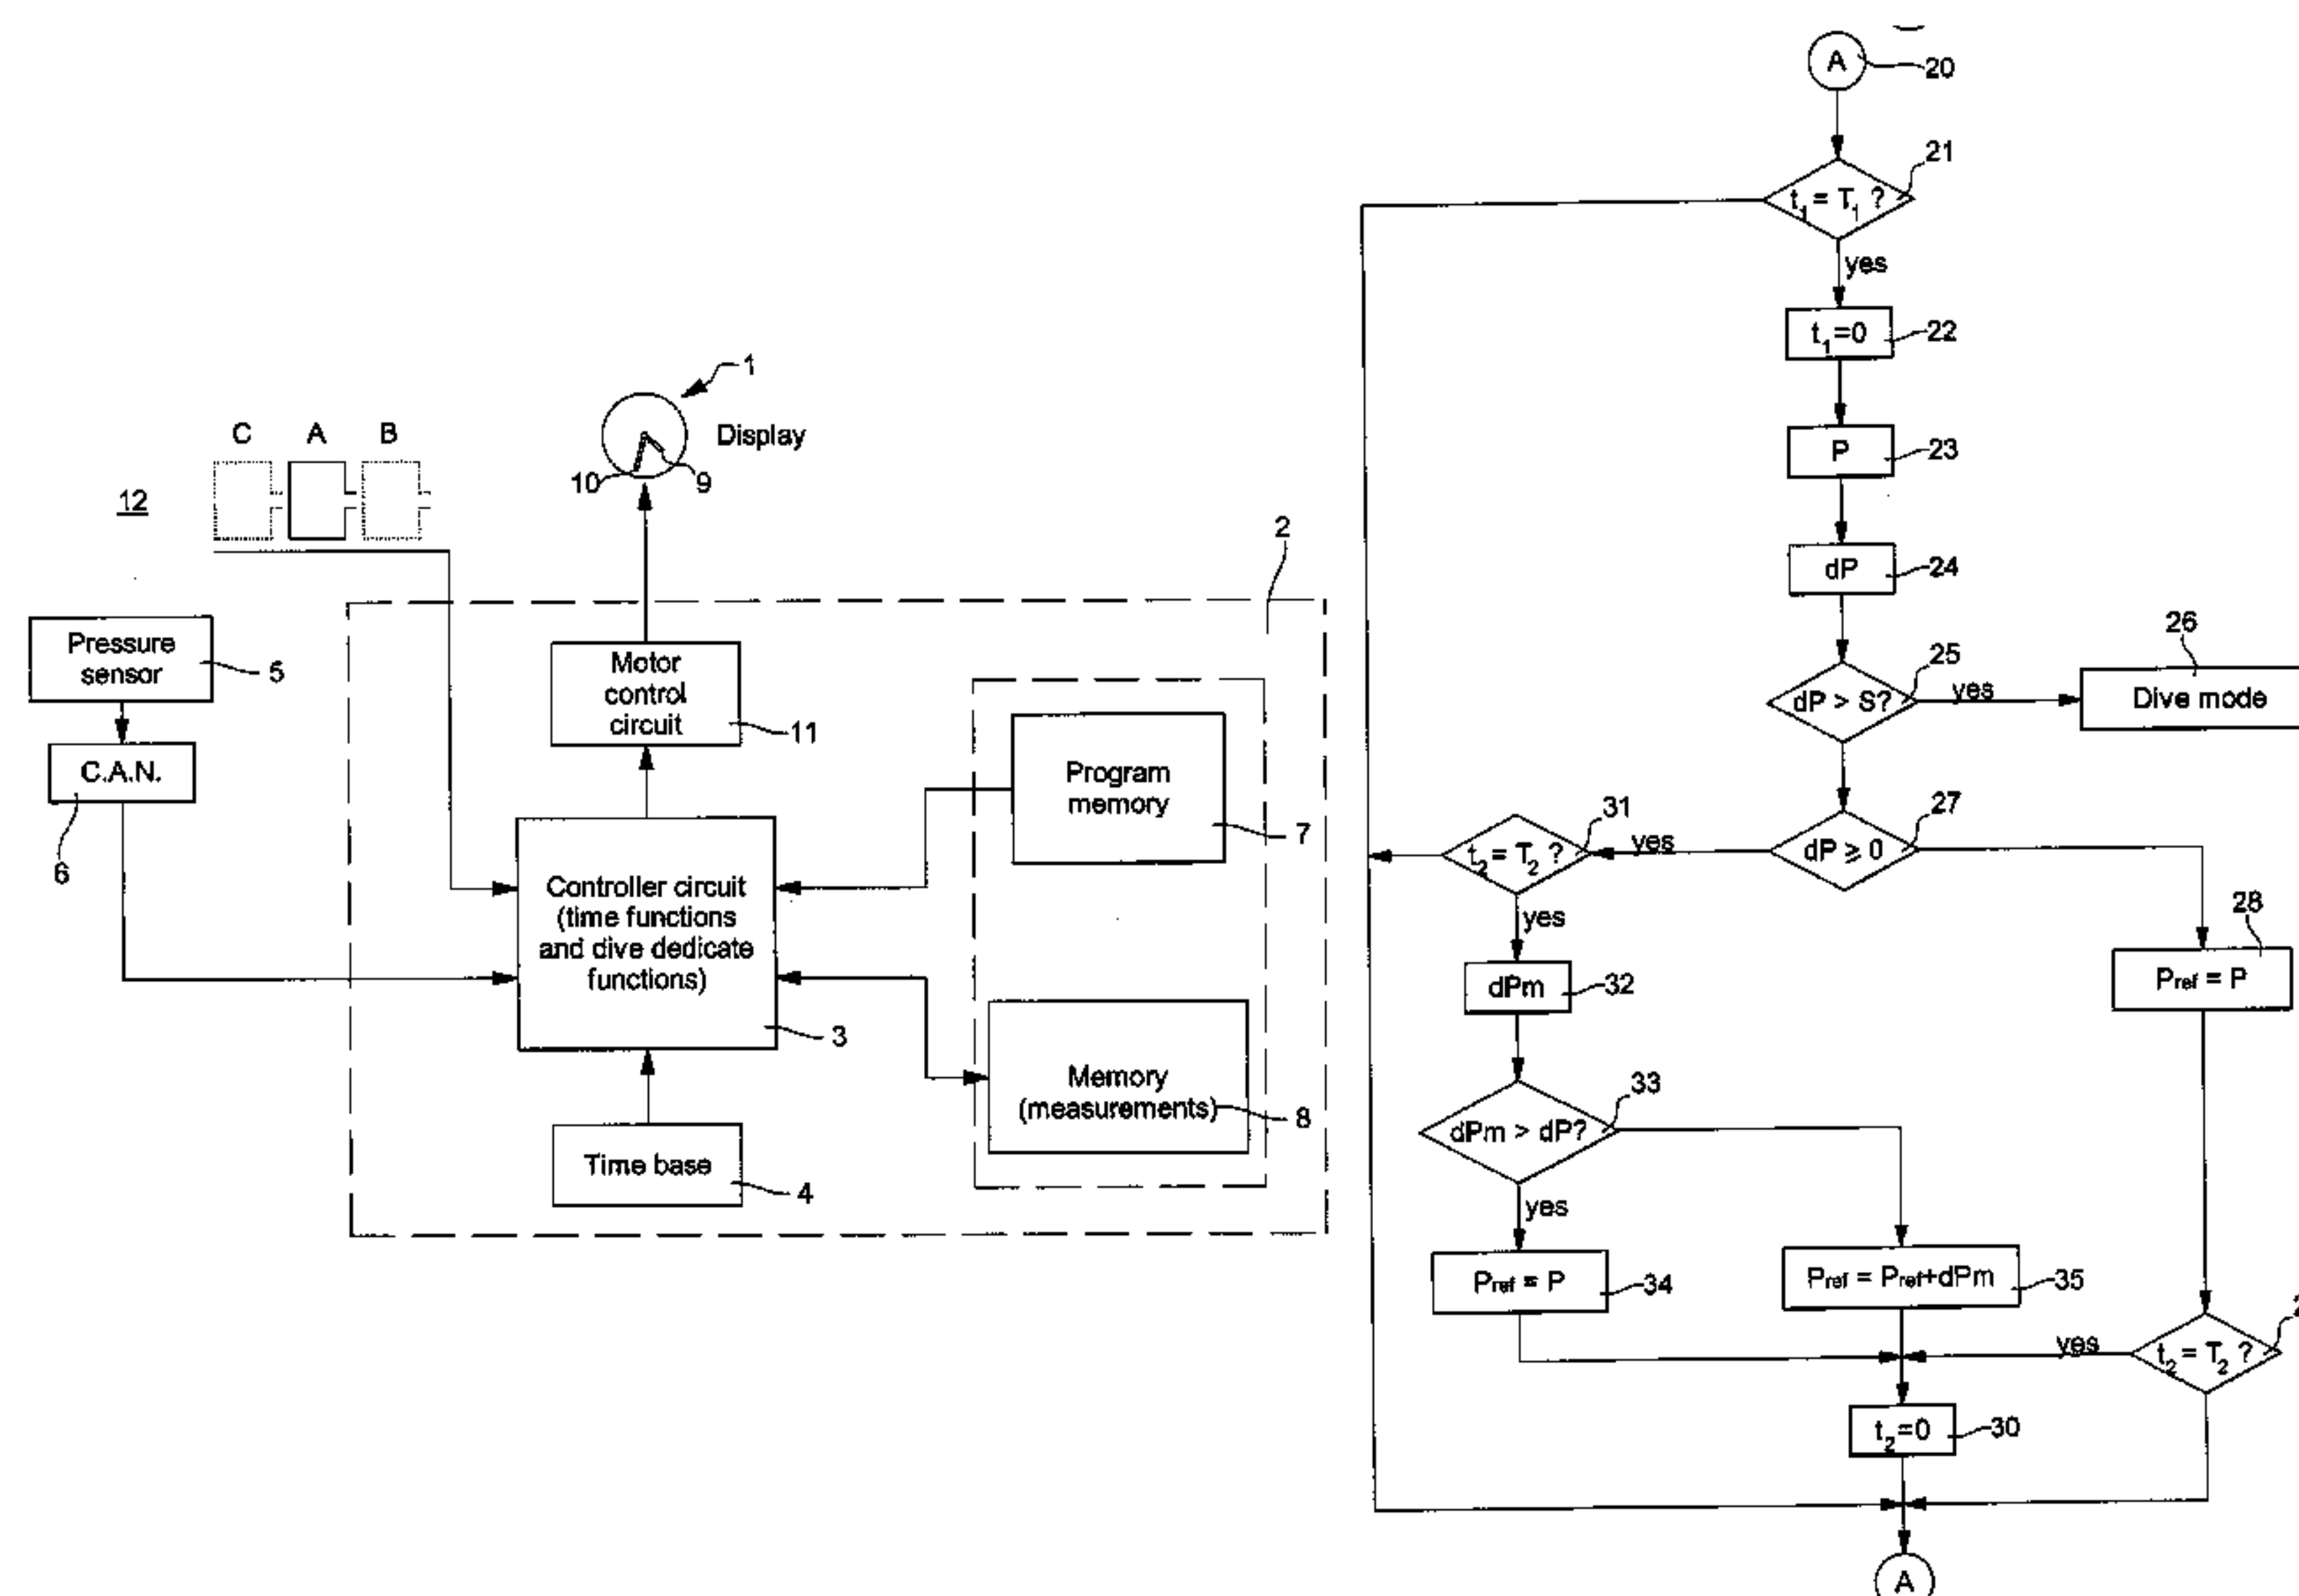 1
Display
10
9
C A B
12
2
Pressure
sensor
5
C.A.N.
6
Motor
control
circuit
11
Program
memory
7
Controller circuit
(time functions
and dive dedicate
functions)
3
Memory
(measurements)
8
Time base
4
A
20
21
t₁ = T₁ ?
yes
t₁=0
22
P
23
dP
24
25
dP > S?
yes
26
Dive mode
27
dP ≥ 0
yes
31
t₂ = T₂ ?
yes
28
Pref = P
dPm
32
33
dPm > dP?
yes
Pref = P
34
Pref = Pref+dPm
35
t₂ = T₂ ?
yes
t₂=0
30
A